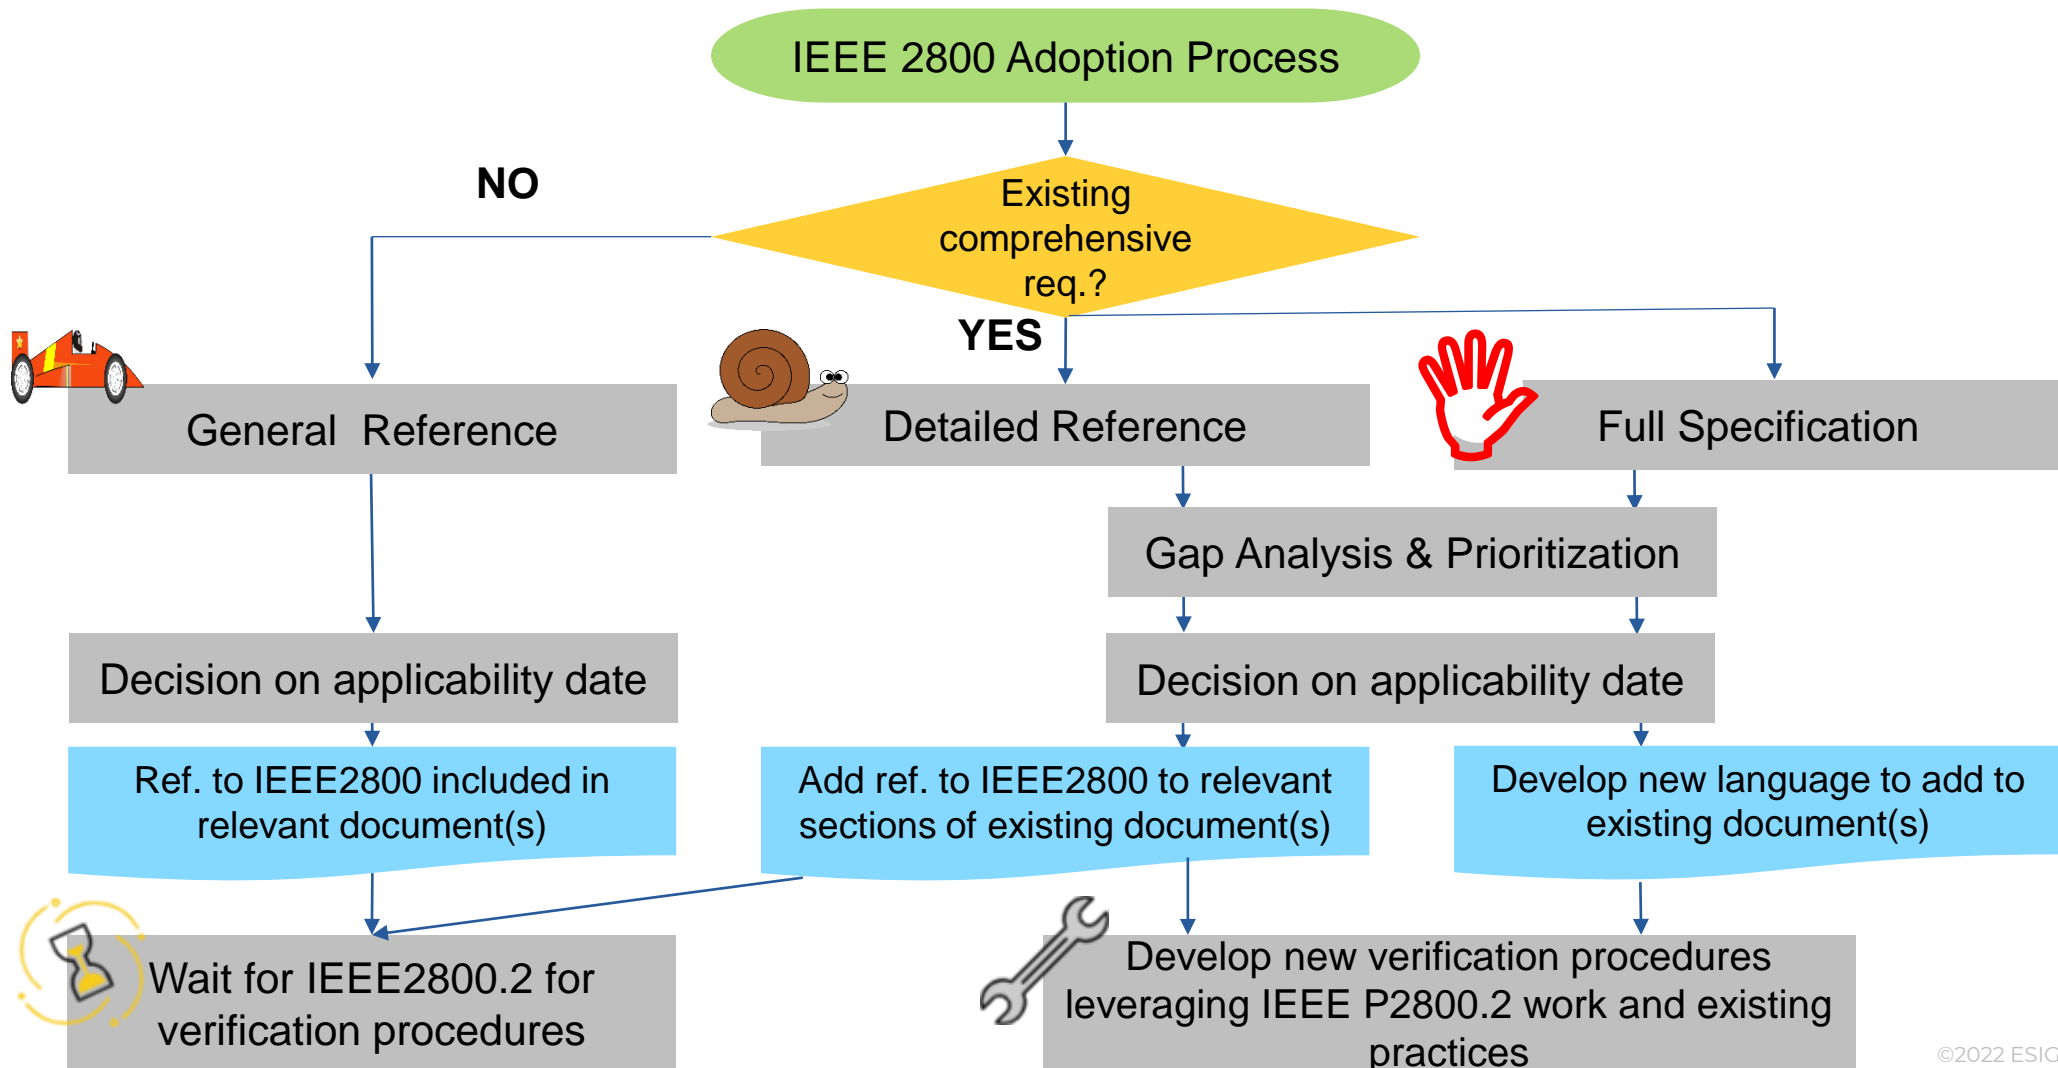 IEEE 2800 Adoption Process
NO
Existing
comprehensive
req.?
YES
General Reference
Detailed Reference
Full Specification
Gap Analysis & Prioritization
Decision on applicability date
Decision on applicability date
Ref. to IEEE2800 included in
relevant document(s)
Add ref. to IEEE2800 to relevant
sections of existing document(s)
Develop new language to add to
existing document(s)
Wait for IEEE2800.2 for
verification procedures
Develop new verification procedures
leveraging IEEE P2800.2 work and existing
practices
©2022 ESIG